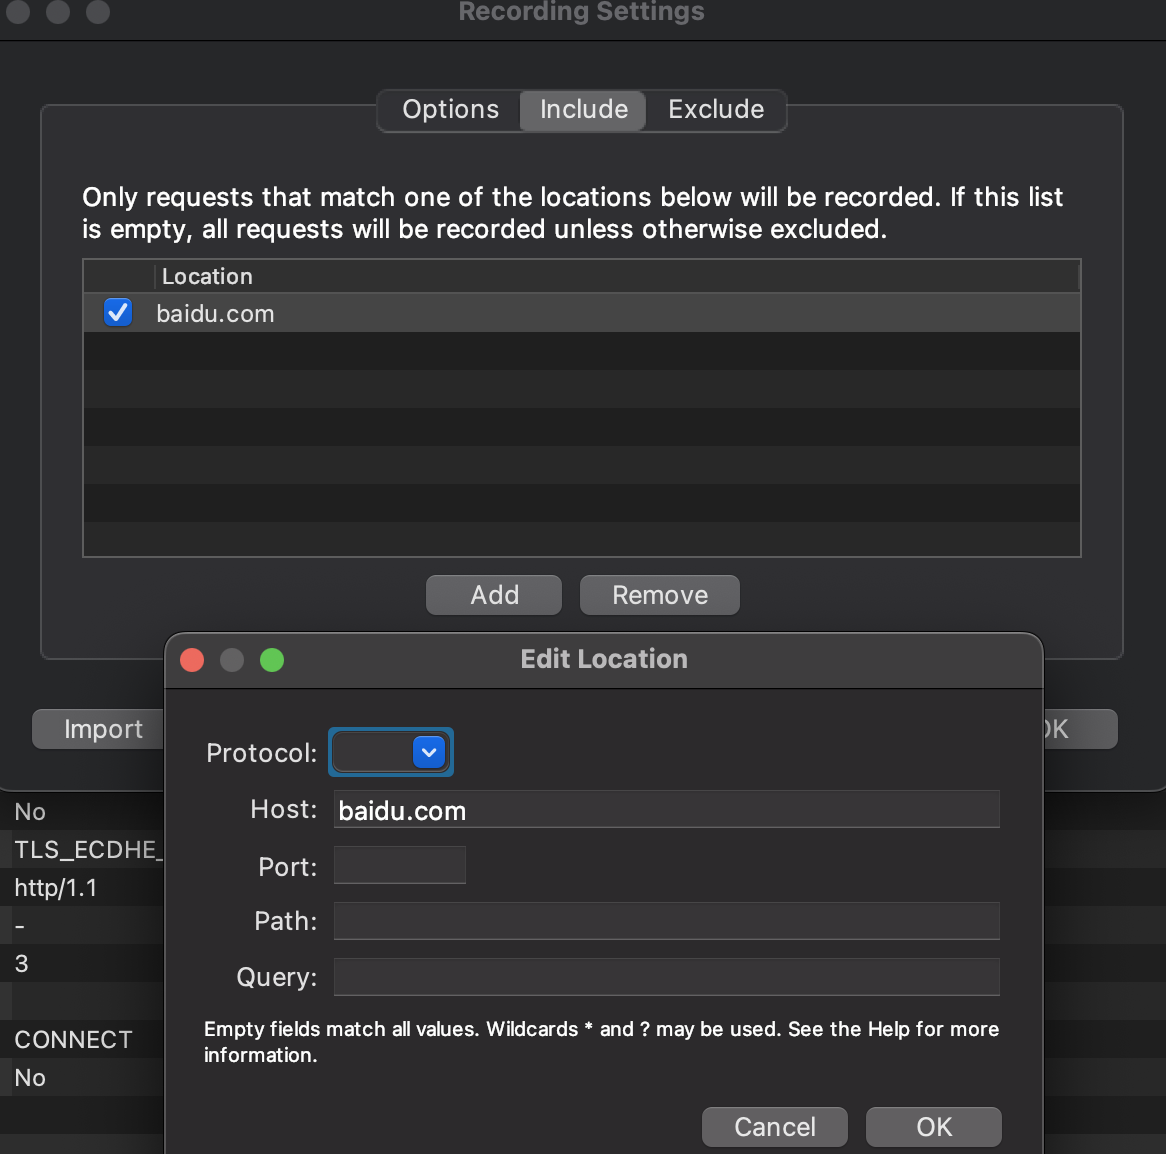 Recording Settings
Options
Include
Exclude
Only requests that match one of the locations below will be recorded. If this list
is empty, all requests will be recorded unless otherwise excluded.
Location
baidu.com
Add
Remove
Import
Edit Location
Protocol:
Host:
baidu.com
Port:
Path:
Query:
Empty fields match all values. Wildcards * and ? may be used. See the Help for more
information.
Cancel
OK
OK
No
TLS_ECDHE_
http/1.1
-
3
CONNECT
No